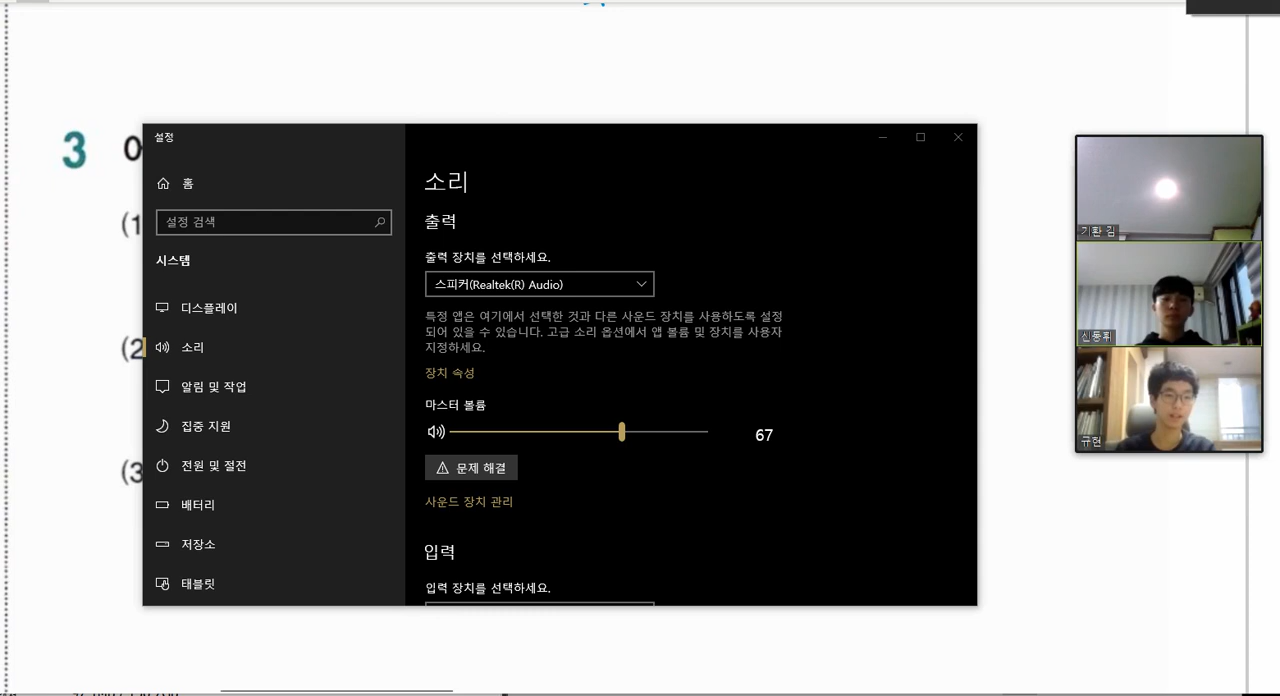 3
(1
(2
(3
설정
홈
설정 검색
시스템
디스플레이
소리
알림 및 작업
집중 지원
전원 및 절전
배터리
저장소
태블릿
소리
출력
출력 장치를 선택하세요.
스피커(Realtek(R) Audio)
특정 앱은 여기에서 선택한 것과 다른 사운드 장치를 사용하도록 설정
되어 있을 수 있습니다. 고급 소리 옵션에서 앱 볼륨 및 장치를 사용자
지정하세요.
장치 속성
마스터 볼륨
67
문제 해결
사운드 장치 관리
입력
입력 장치를 선택하세요.
기환 김
신동휘
규현